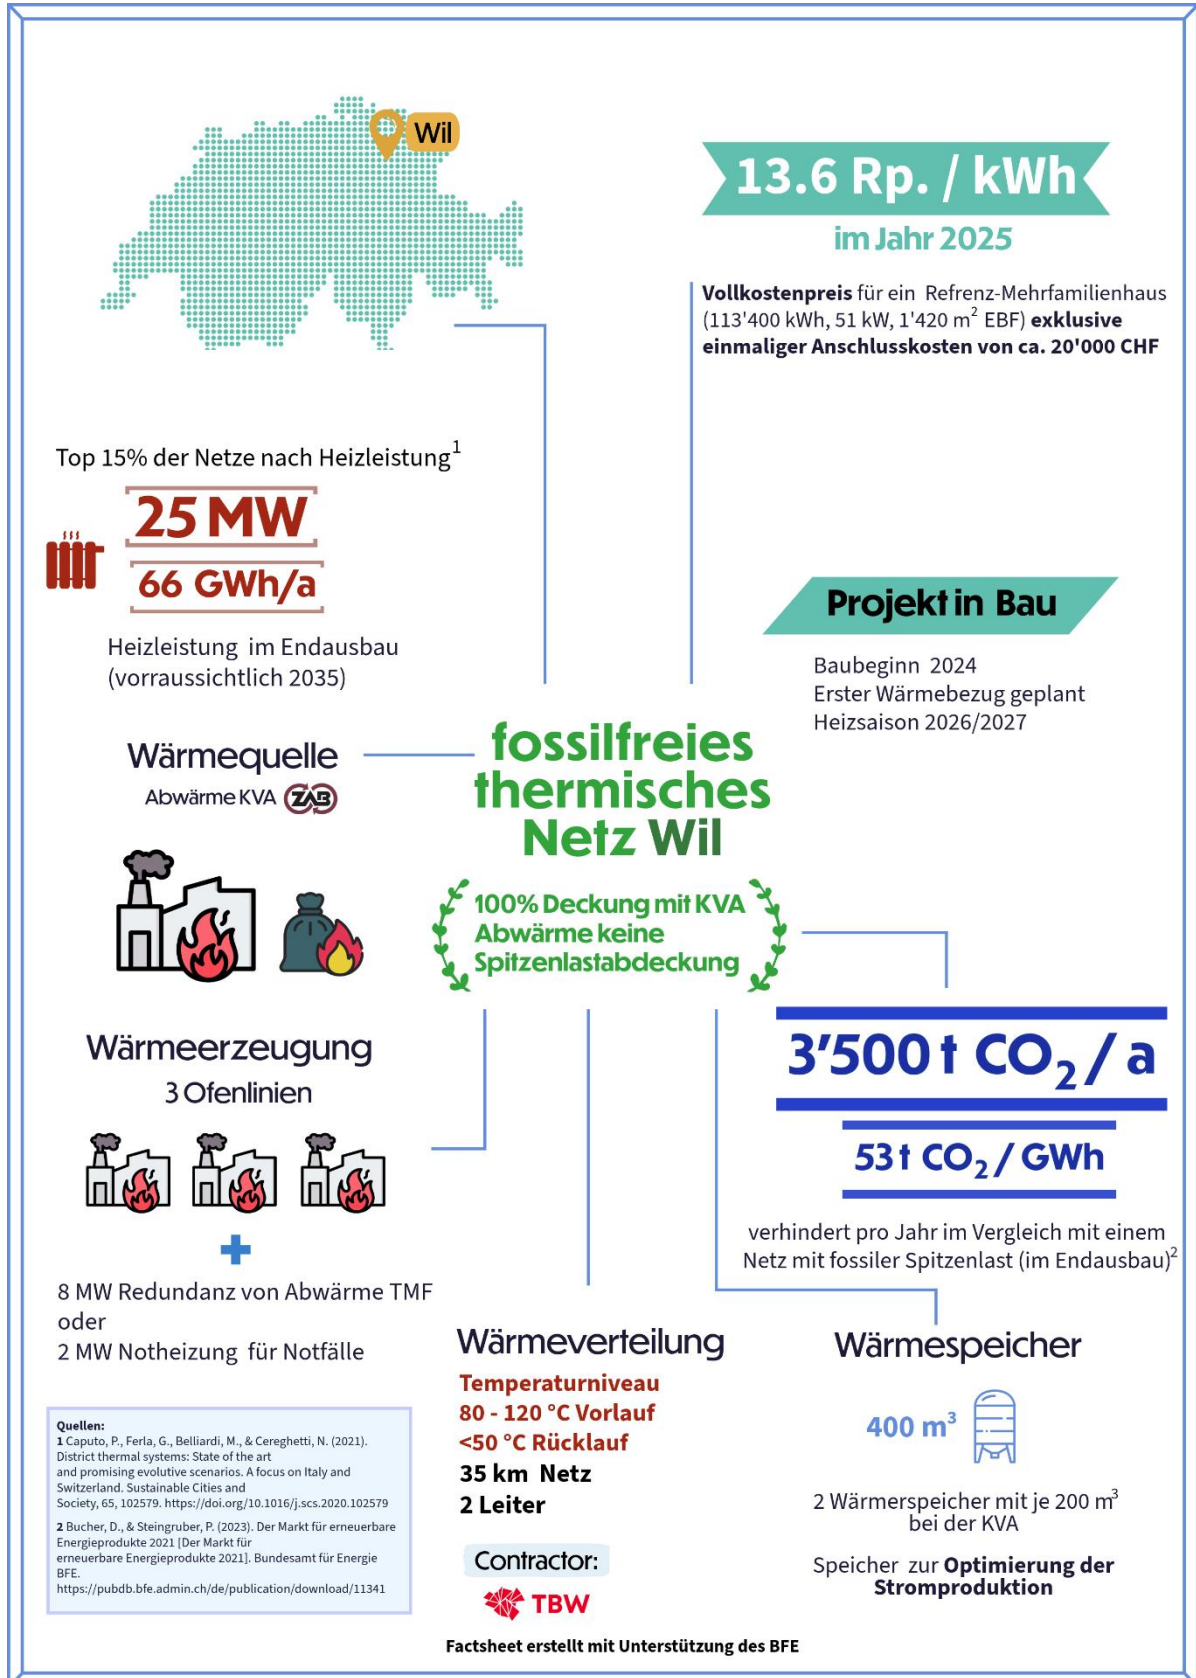 Wil
13.6 Rp. / kWh
im Jahr 2025
Vollkostenpreis für ein Refrenz-Mehrfamilienhaus
(113'400 kWh, 51 kW, 1'420 m² EBF) exklusive
einmaliger Anschlusskosten von ca. 20'000 CHF
Top 15% der Netze nach Heizleistung¹
25 MW
66 GWh/a
Heizleistung im Endausbau
(vorraussichtlich 2035)
Projekt in Bau
Baubeginn 2024
Erster Wärmebezug geplant
Heizsaison 2026/2027
Wärmequelle
Abwärme KVA ZAB
fossilfreies
thermisches
Netz Wil
100% Deckung mit KVA
Abwärme keine
Spitzenlastabdeckung
Wärmeerzeugung
3 Ofenlinien
8 MW Redundanz von Abwärme TMF
oder
2 MW Notheizung für Notfälle
3'500 t CO₂ / a
53 t CO₂ / GWh
verhindert pro Jahr im Vergleich mit einem
Netz mit fossiler Spitzenlast (im Endausbau)²
Wärmeverteilung
Temperaturniveau
80 - 120 °C Vorlauf
<50 °C Rücklauf
35 km Netz
2 Leiter
Contractor:
TBW
Wärmespeicher
400 m³
2 Wärmerspeicher mit je 200 m³
bei der KVA
Speicher zur Optimierung der
Stromproduktion
Quellen:
1 Caputo, P., Ferla, G., Belliardi, M., & Cereghetti, N. (2021).
District thermal systems: State of the art
and promising evolutive scenarios. A focus on Italy and
Switzerland. Sustainable Cities and
Society, 65, 102579. https://doi.org/10.1016/j.scs.2020.102579
2 Bucher, D., & Steingruber, P. (2023). Der Markt für erneuerbare
Energieprodukte 2021 [Der Markt für
erneuerbare Energieprodukte 2021]. Bundesamt für Energie
BFE.
https://pubdb.bfe.admin.ch/de/publication/download/11341
Factsheet erstellt mit Unterstützung des BFE